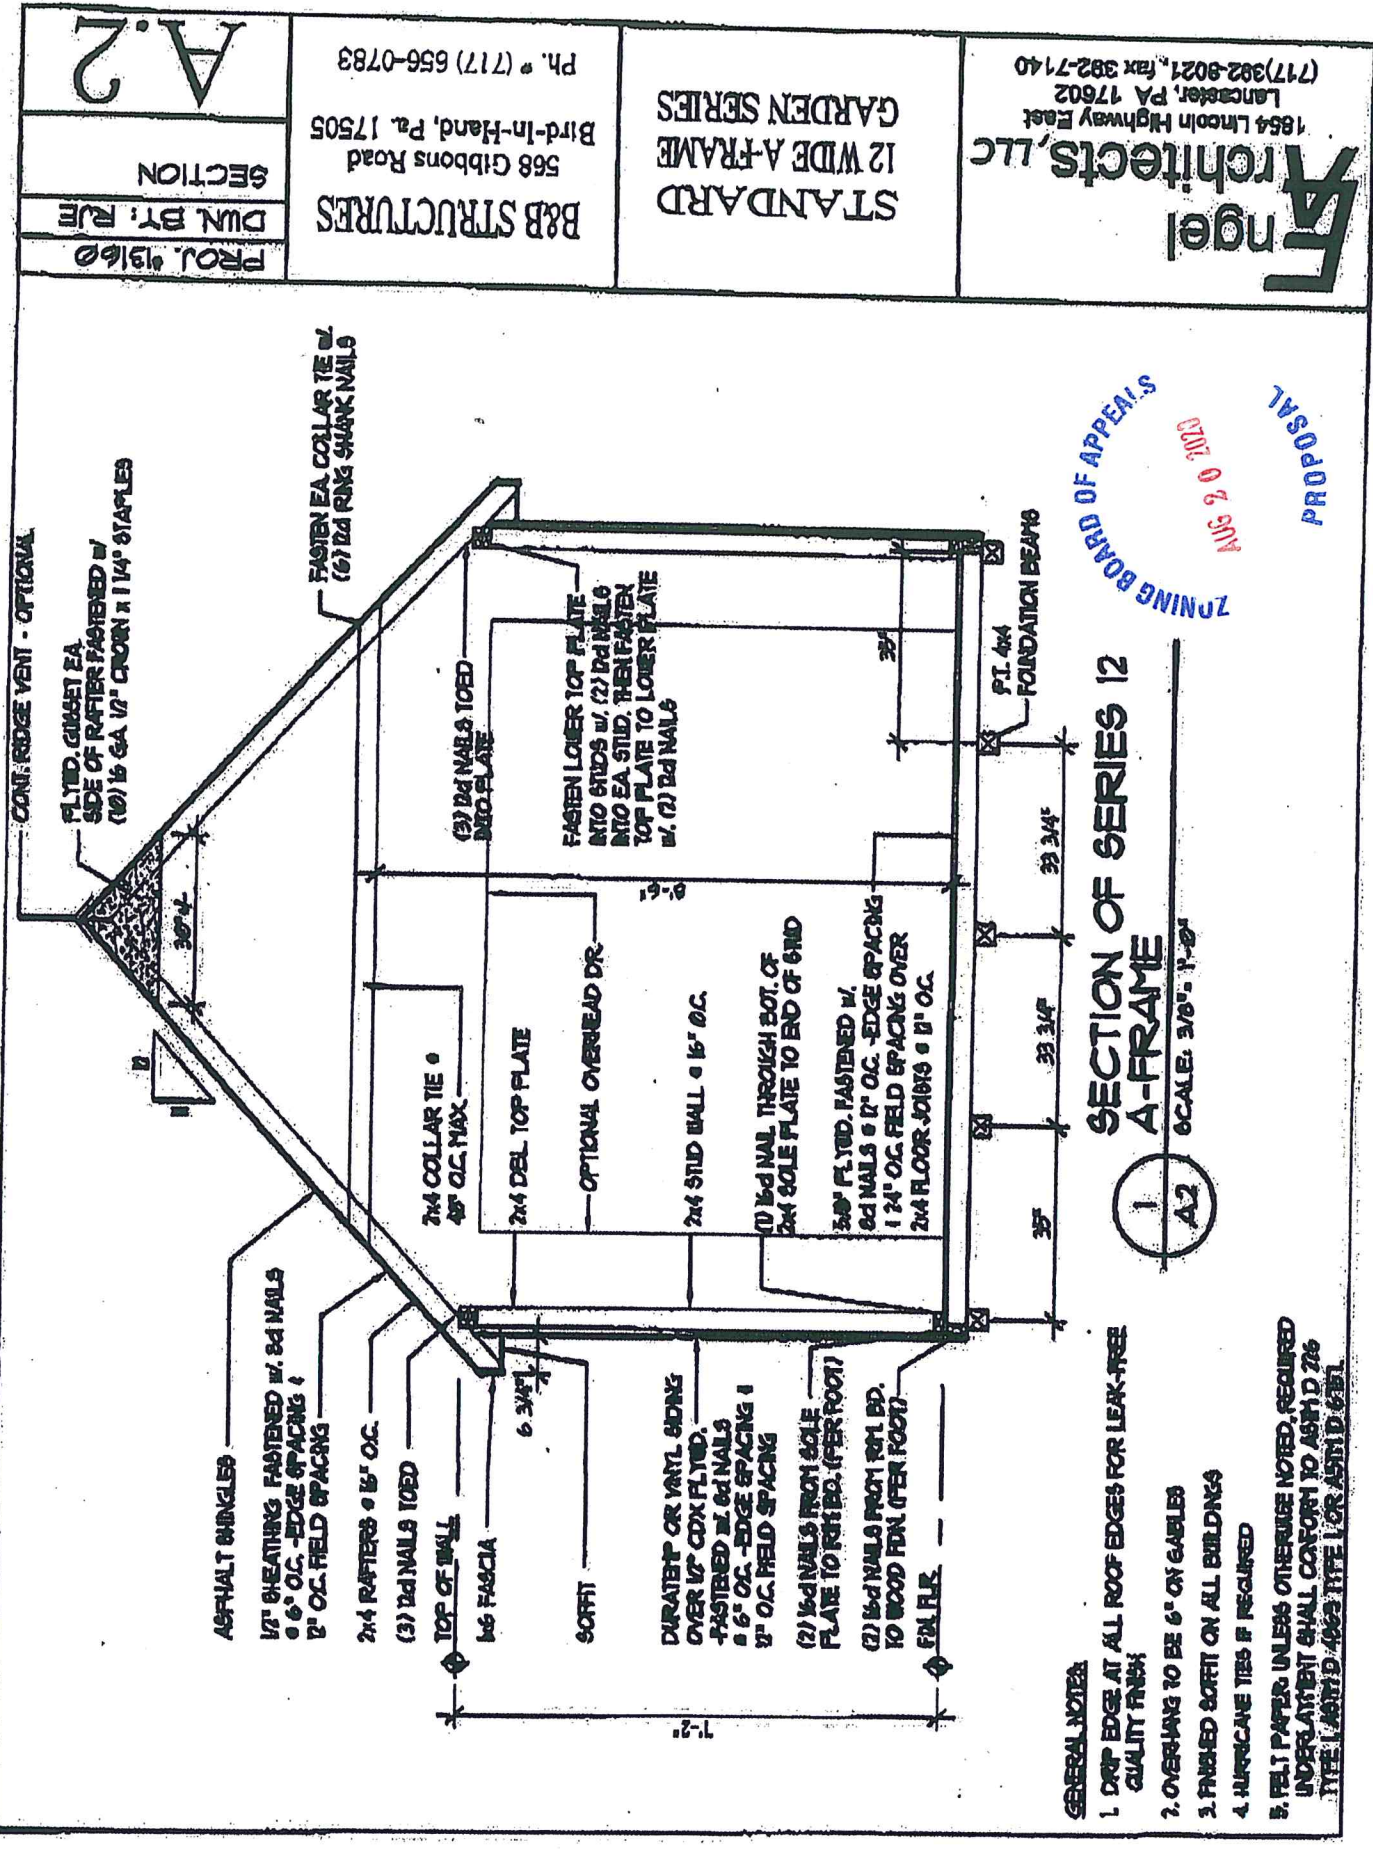 CONT. RIDGE VENT - OPTIONAL
PLYWD. GUSSET EA.
SIDE OF RAFTER FASTENED w/
(10) 16 GA 1/2" CROWN x 1 1/4" STAPLES
FASTEN EA. COLLAR TIE w/
(6) 12d RING SHANK NAILS
12
ASPHALT SHINGLES
1/2" SHEATHING FASTENED w/ 8d NAILS
@ 6" O.C. -EDGE SPACING &
12" O.C. FIELD SPACING
2x4 RAFTERS @ 16" O.C.
(3) 12d NAILS TOED
TOP OF WALL
1x6 FASCIA
6 3/4"
SOFFIT
DURATEMP OR VINYL SIDING
OVER 1/2" CDX PLYWD.
-FASTENED w/ 8d NAILS
@ 6" O.C. -EDGE SPACING &
12" O.C. FIELD SPACING
(2) 16d NAILS FROM SOLE
PLATE TO RIM BD. (PER FOOT)
(2) 16d NAILS FROM RIM BD.
TO WOOD FDN. (PER FOOT)
FIN. FLR.
7'-2"
2x4 COLLAR TIE @
48" O.C. MAX.
2x4 DBL. TOP PLATE
OPTIONAL OVERHEAD DR.
2x4 STUD WALL @ 16" O.C.
(1) 16d NAIL THROUGH BOT. OF
2x4 SOLE PLATE TO END OF STUD
5/8" PLYWD. FASTENED w/
8d NAILS @ 12" O.C. -EDGE SPACING
& 24" O.C. FIELD SPACING OVER
2x4 FLOOR JOISTS @ 12" O.C.
(3) 12d NAILS TOED
INTO PLATE
FASTEN LOWER TOP PLATE
INTO STUDS w/ (2) 12d NAILS
INTO EA. STUD. THEN FASTEN
TOP PLATE TO LOWER PLATE
w/ (2) 12d NAILS
35"
P.T. 4x4
FOUNDATION BEAMS
35"
33 3/4"
33 3/4"
1
A2
SECTION OF SERIES 12
A-FRAME
SCALE: 3/8" = 1'-0"
GENERAL NOTES:
1. DRIP EDGE AT ALL ROOF EDGES FOR LEAK-FREE
QUALITY FINISH
2. OVERHANG TO BE 6" ON GABLES
3. FINISHED SOFFIT ON ALL BUILDINGS
4. HURRICANE TIES IF REQUIRED
5. FELT PAPER: UNLESS OTHERWISE NOTED, REQUIRED
UNDERLAYMENT SHALL CONFORM TO ASTM D 226
TYPE I, ASTM D 4869 TYPE I, OR ASTM D 6757.
ZONING BOARD OF APPEALS
AUG 20 2020
PROPOSAL
Engel
Architects, LLC
1854 Lincoln Highway East
Lancaster, PA 17602
(717)392-8021, fax 392-7140
STANDARD
12 WIDE A-FRAME
GARDEN SERIES
B&B STRUCTURES
568 Gibbons Road
Bird-In-Hand, Pa. 17505
Ph. # (717) 656-0783
PROJ. #13160
DWN. BY: RJE
SECTION
A.2